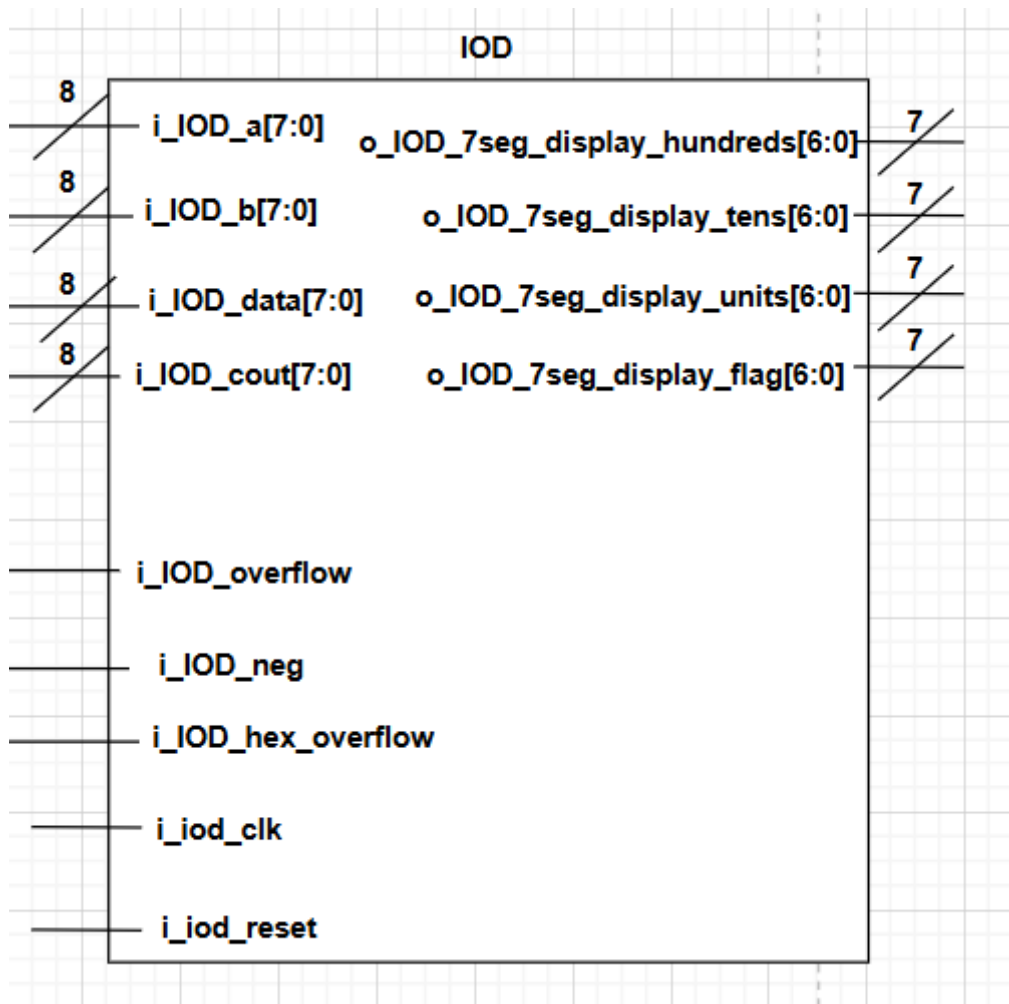 IOD
8
i_IOD_a[7:0]
7
o_IOD_7seg_display_hundreds[6:0]
8
i_IOD_b[7:0]
7
o_IOD_7seg_display_tens[6:0]
8
i_IOD_data[7:0]
7
o_IOD_7seg_display_units[6:0]
8
i_IOD_cout[7:0]
7
o_IOD_7seg_display_flag[6:0]
i_IOD_overflow
i_IOD_neg
i_IOD_hex_overflow
i_iod_clk
i_iod_reset